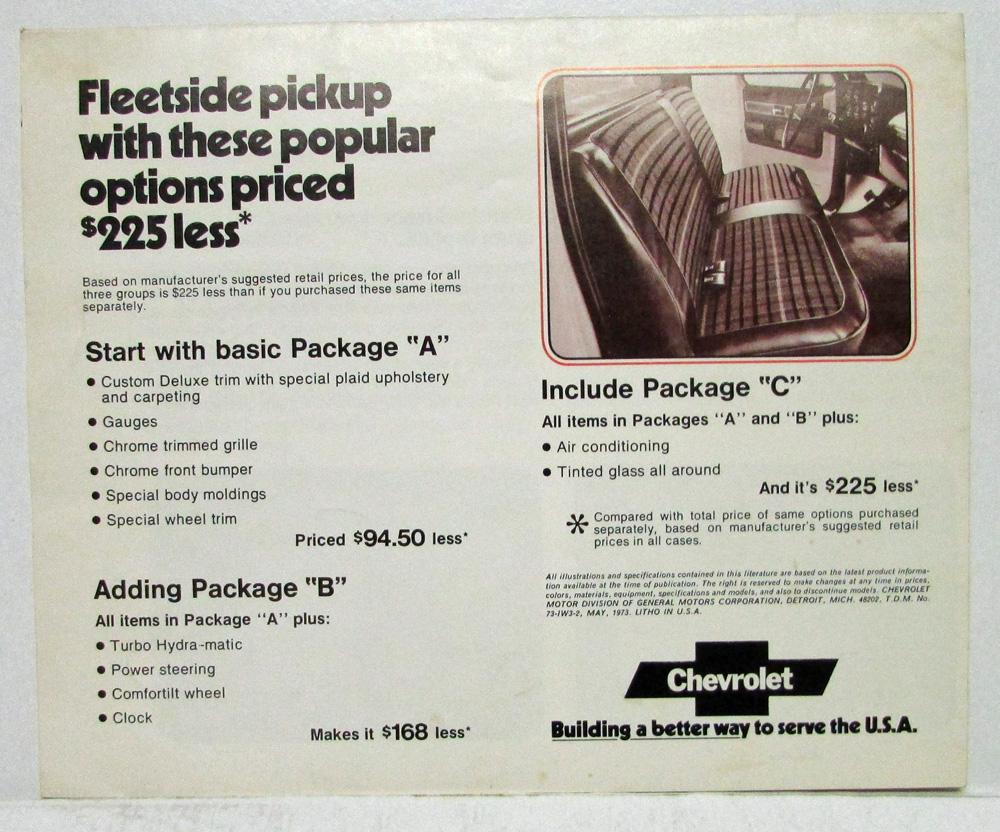 Fleetside pickup
with these popular
options priced
$225 less*
Based on manufacturer's suggested retail prices, the price for all
three groups is $225 less than if you purchased these same items
separately.
Start with basic Package "A"
● Custom Deluxe trim with special plaid upholstery
and carpeting
● Gauges
● Chrome trimmed grille
● Chrome front bumper
● Special body moldings
● Special wheel trim
Priced $94.50 less*
Adding Package "B"
All items in Package "A" plus:
● Turbo Hydra-matic
● Power steering
● Comfortilt wheel
● Clock
Makes it $168 less*
Include Package "C"
All items in Packages "A" and "B" plus:
● Air conditioning
● Tinted glass all around
And it's $225 less*
* Compared with total price of same options purchased
separately, based on manufacturer's suggested retail
prices in all cases.
All illustrations and specifications contained in this literature are based on the latest product informa-
tion available at the time of publication. The right is reserved to make changes at any time in prices,
colors, materials, equipment, specifications and models, and also to discontinue models. CHEVROLET
MOTOR DIVISION OF GENERAL MOTORS CORPORATION, DETROIT, MICH. 48202. T.D.M. No.
73-IW3-2, MAY, 1973. LITHO IN U.S.A.
Chevrolet
Building a better way to serve the U.S.A.